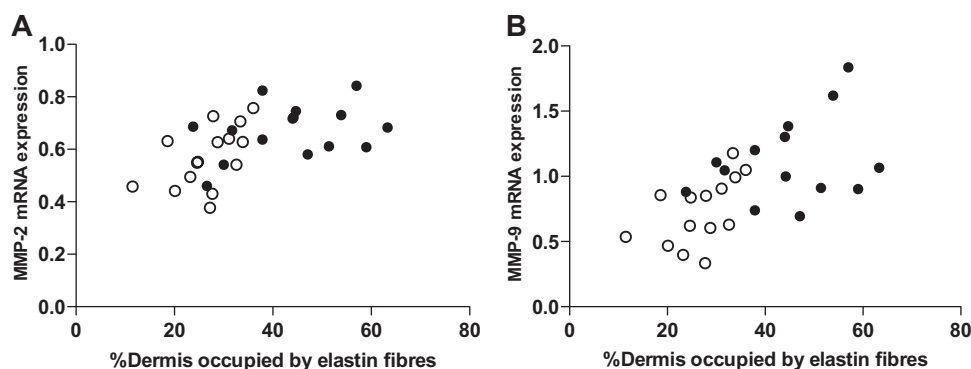 A
MMP-2 mRNA expression
1.0
0.8
0.6
0.4
0.2
0.0
0 20 40 60 80
%Dermis occupied by elastin fibres
B
MMP-9 mRNA expression
2.0
1.5
1.0
0.5
0.0
0 20 40 60 80
%Dermis occupied by elastin fibres